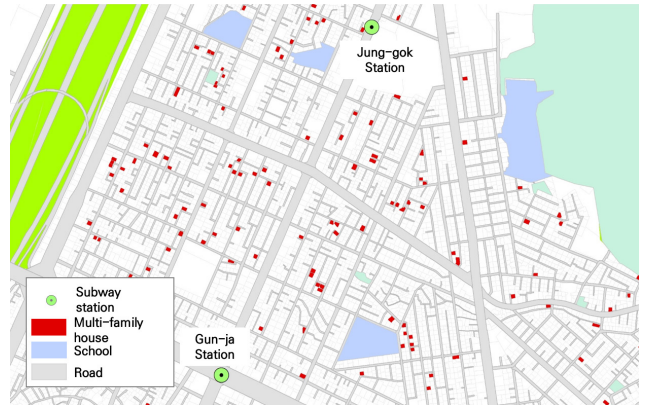 Jung-gok
Station
Subway
station
Multi-family
house
School
Road
Gun-ja
Station